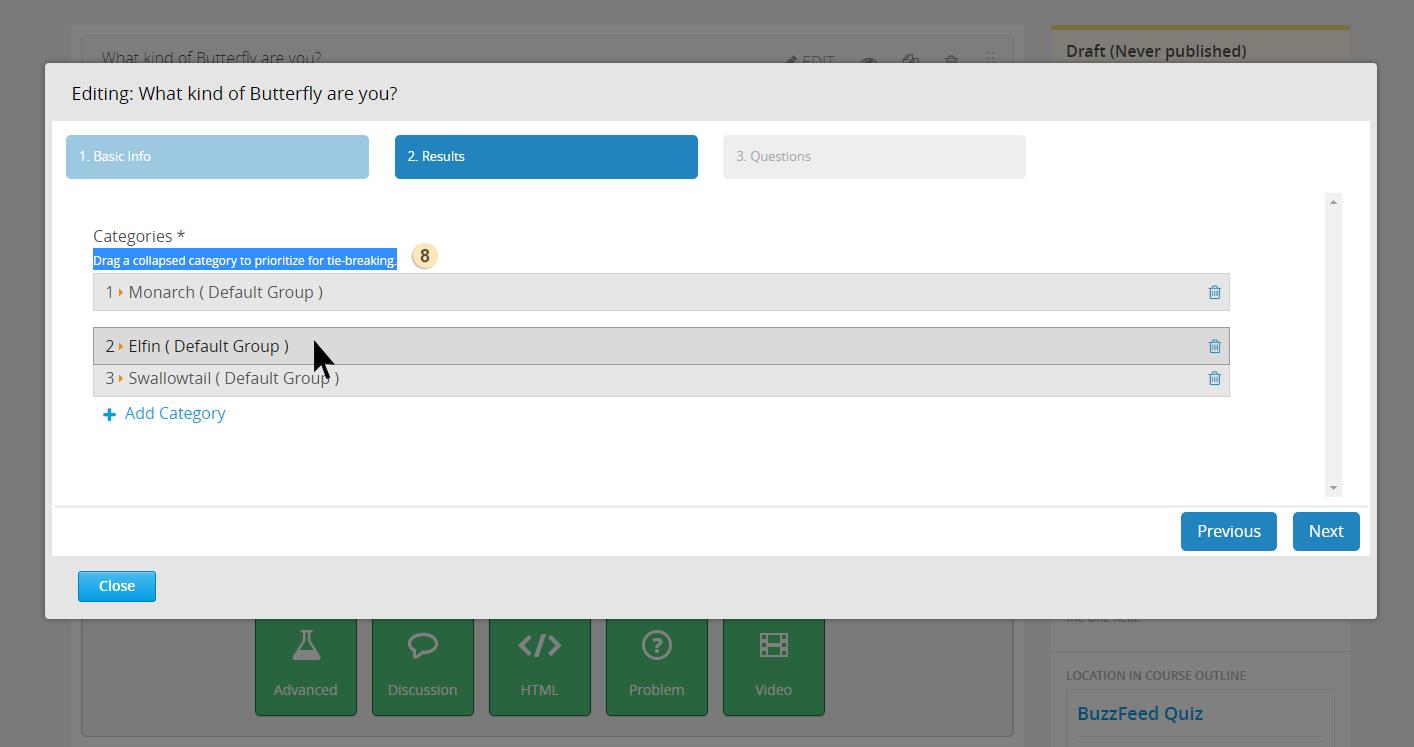 What kind of Butterfly are you?
EDIT
Draft (Never published)
Editing: What kind of Butterfly are you?
1. Basic Info
2. Results
3. Questions
Categories *
Drag a collapsed category to prioritize for tie-breaking.
8
1 Monarch ( Default Group )
2 Elfin ( Default Group )
3 Swallowtail ( Default Group )
Add Category
Previous
Next
Close
the URL field.
Advanced
Discussion
HTML
Problem
Video
LOCATION IN COURSE OUTLINE
BuzzFeed Quiz